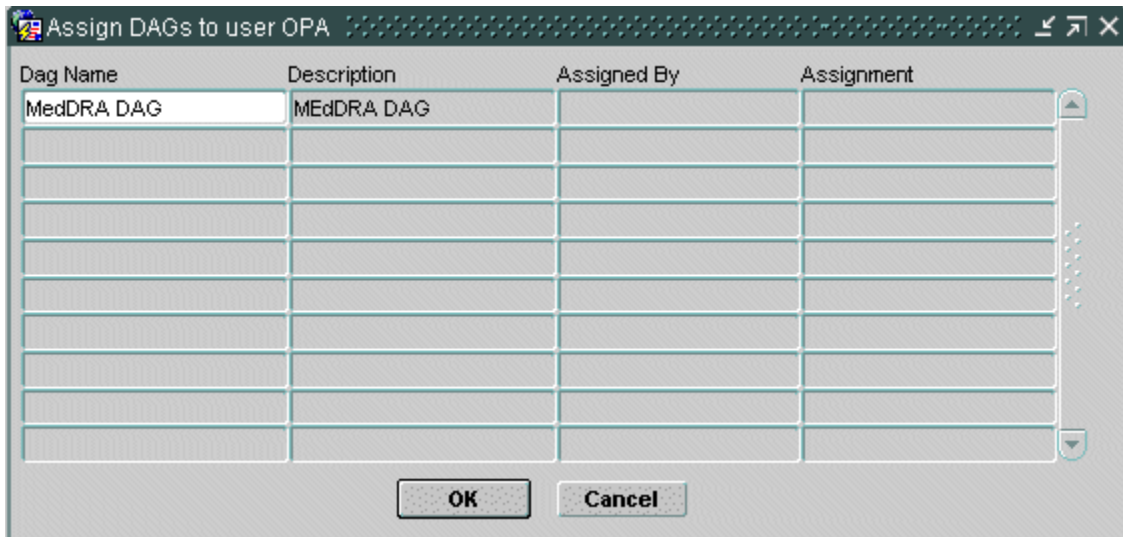 Assign DAGs to user OPA
Dag Name Description Assigned By Assignment
MedDRA DAG MEdDRA DAG
OK Cancel